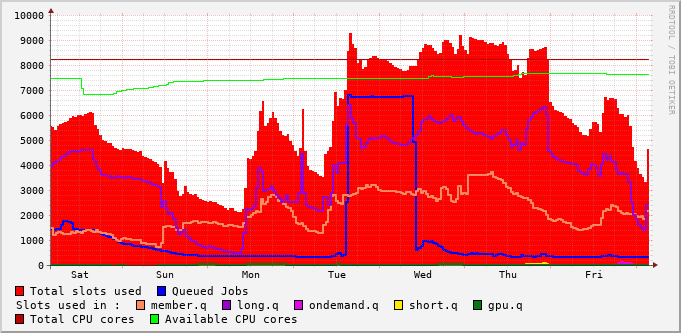 10000
9000
8000
7000
6000
5000
4000
3000
2000
1000
0
Sat Sun Mon Tue Wed Thu Fri
RRDTOOL / TOBI OETIKER
Total slots used Queued Jobs
Slots used in : member.q long.q ondemand.q short.q gpu.q
Total CPU cores Available CPU cores